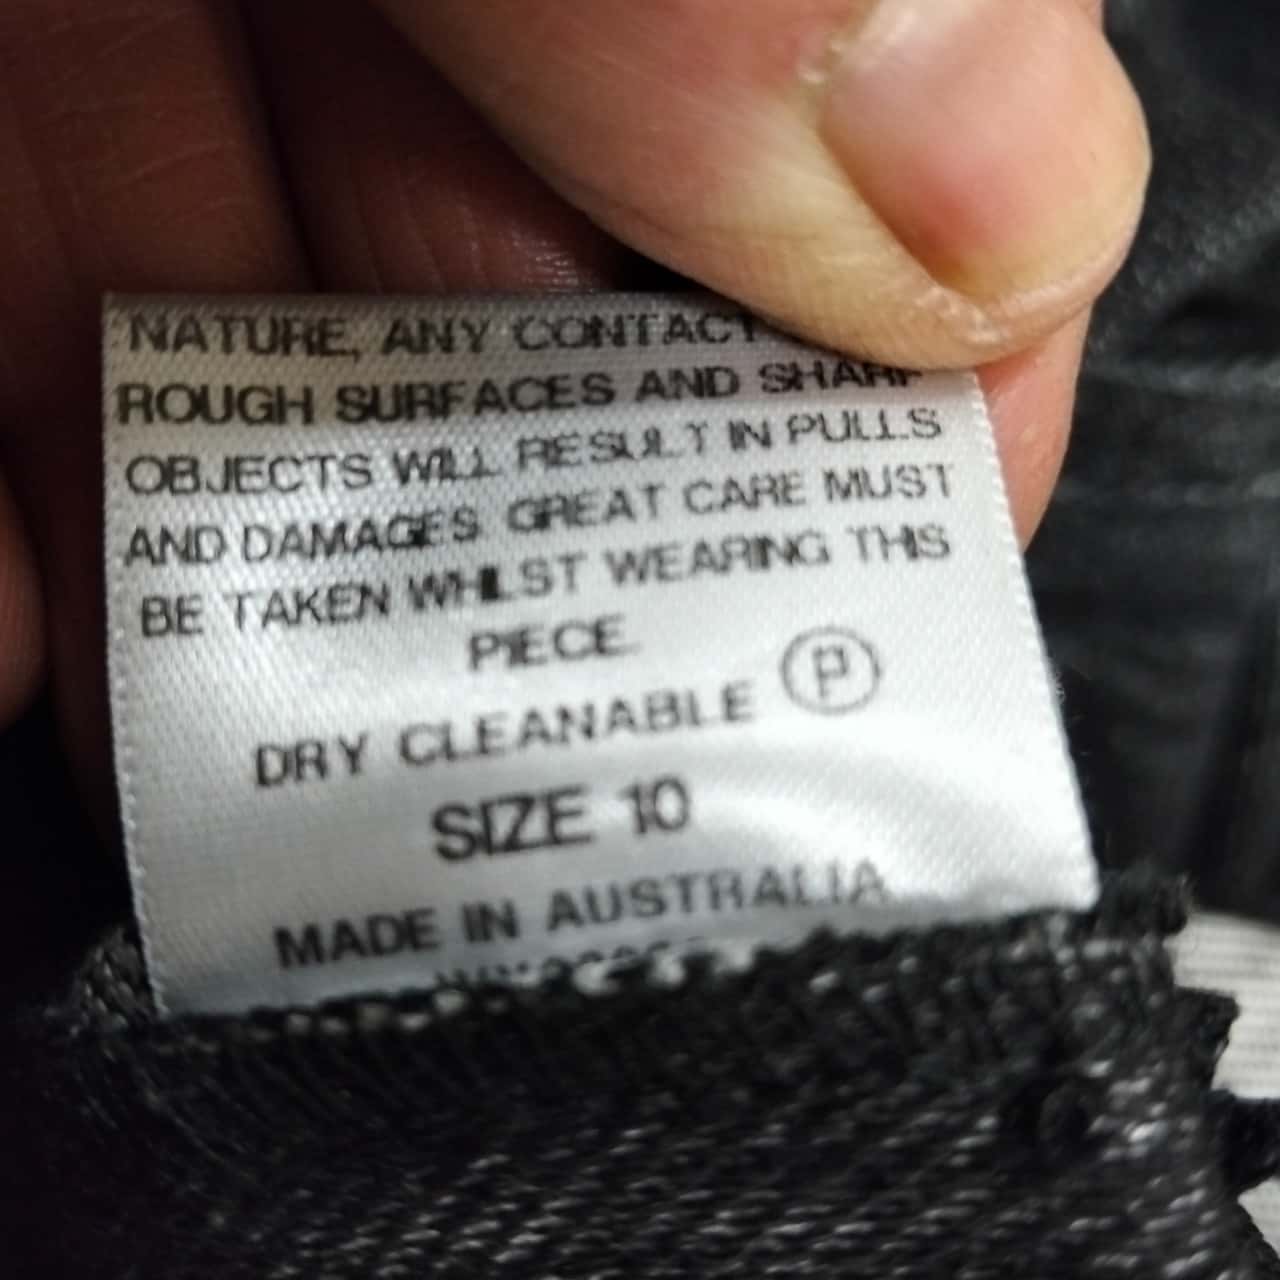 NATURE, ANY CONTACT
ROUGH SURFACES AND SHARP
OBJECTS WILL RESULT IN PULLS
AND DAMAGES. GREAT CARE MUST
BE TAKEN WHILST WEARING THIS
PIECE.
DRY CLEANABLE P
SIZE 10
MADE IN AUSTRALIA